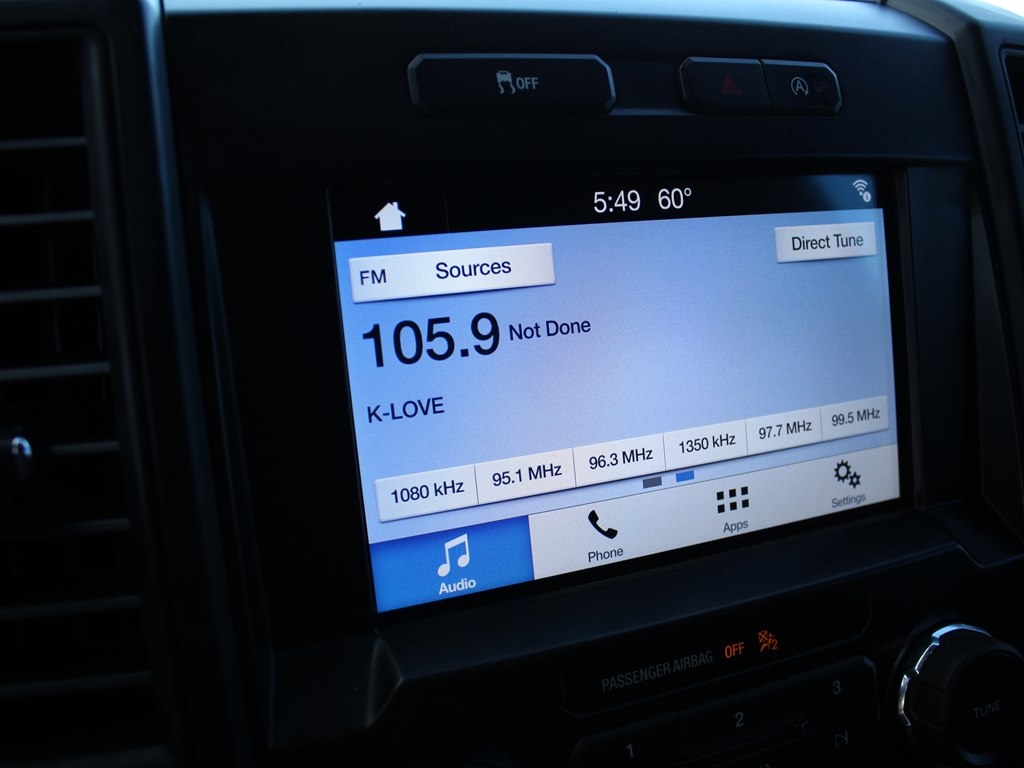 OFF
5:49 60°
FM Sources
Direct Tune
105.9 Not Done
K-LOVE
1080 kHz 95.1 MHz 96.3 MHz 1350 kHz 97.7 MHz 99.5 MHz
Audio Phone Apps Settings
PASSENGER AIRBAG OFF 2
1 2 3
TUNE